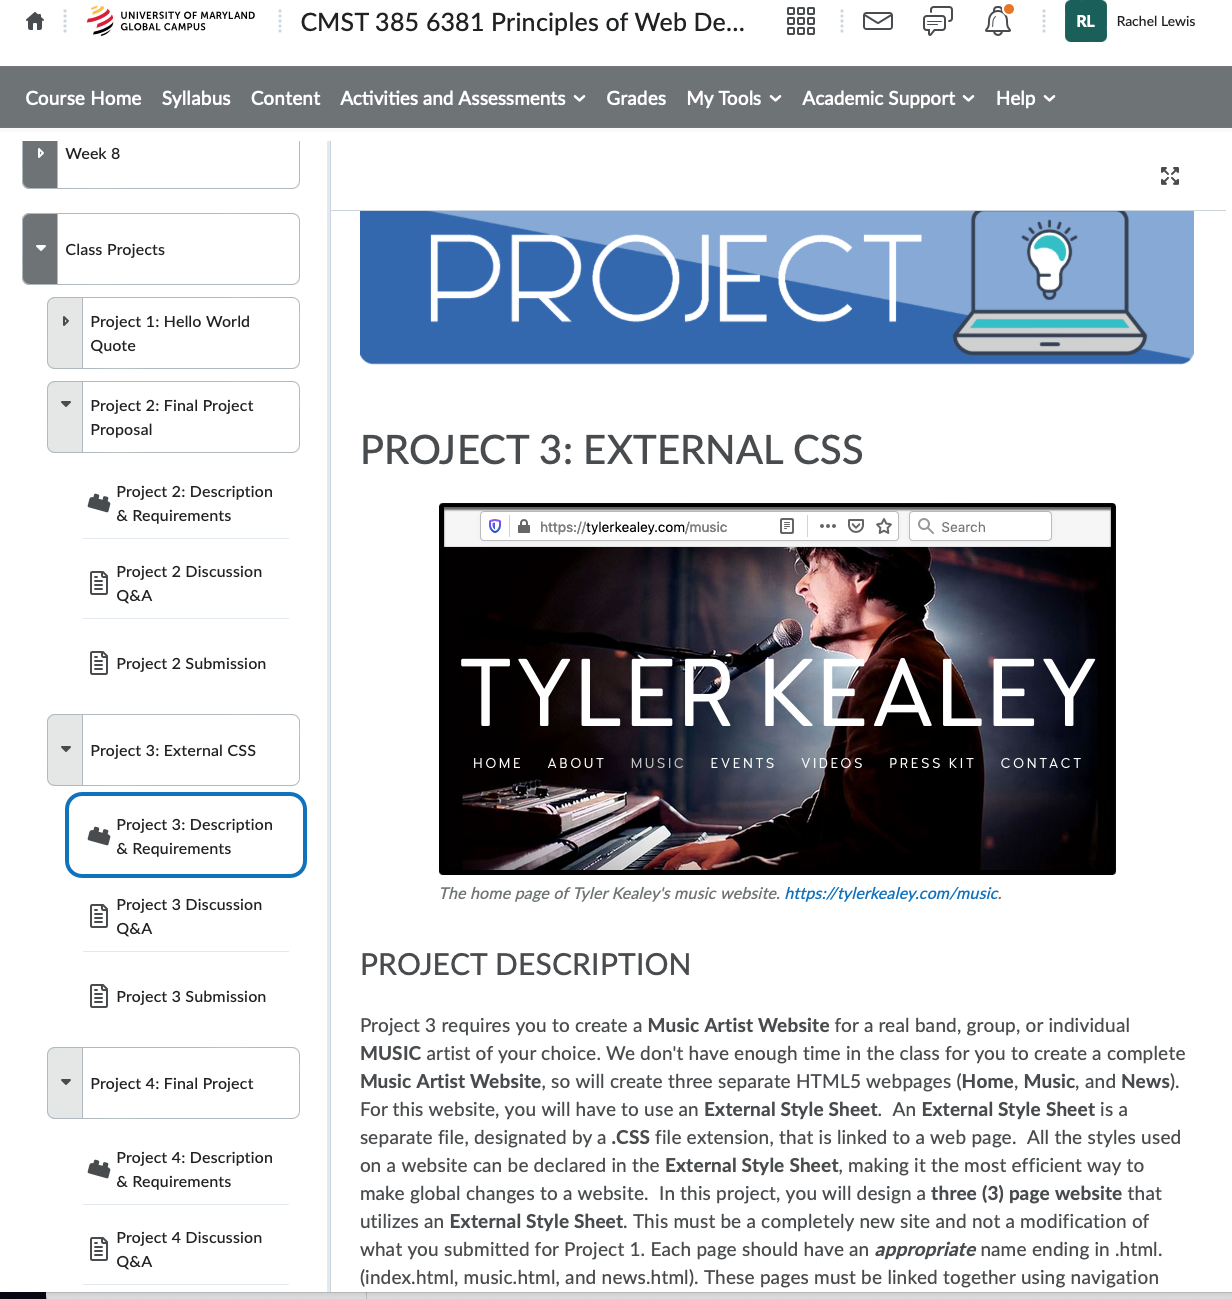 UNIVERSITY OF MARYLAND
GLOBAL CAMPUS
CMST 385 6381 Principles of Web De...
RL
Rachel Lewis
Course Home
Syllabus
Content
Activities and Assessments
Grades
My Tools
Academic Support
Help
Week 8
Class Projects
Project 1: Hello World
Quote
Project 2: Final Project
Proposal
Project 2: Description
& Requirements
Project 2 Discussion
Q&A
Project 2 Submission
Project 3: External CSS
Project 3: Description
& Requirements
Project 3 Discussion
Q&A
Project 3 Submission
Project 4: Final Project
Project 4: Description
& Requirements
Project 4 Discussion
Q&A
PROJECT
PROJECT 3: EXTERNAL CSS
https://tylerkealey.com/music
Search
TYLER KEALEY
HOME ABOUT MUSIC EVENTS VIDEOS PRESS KIT CONTACT
The home page of Tyler Kealey's music website. https://tylerkealey.com/music.
PROJECT DESCRIPTION
Project 3 requires you to create a Music Artist Website for a real band, group, or individual
MUSIC artist of your choice. We don't have enough time in the class for you to create a complete
Music Artist Website, so will create three separate HTML5 webpages (Home, Music, and News).
For this website, you will have to use an External Style Sheet. An External Style Sheet is a
separate file, designated by a .CSS file extension, that is linked to a web page. All the styles used
on a website can be declared in the External Style Sheet, making it the most efficient way to
make global changes to a website. In this project, you will design a three (3) page website that
utilizes an External Style Sheet. This must be a completely new site and not a modification of
what you submitted for Project 1. Each page should have an appropriate name ending in .html.
(index.html, music.html, and news.html). These pages must be linked together using navigation